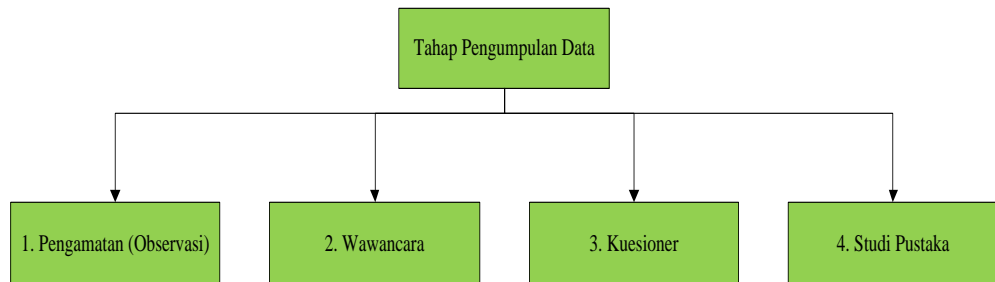 Tahap Pengumpulan Data
1. Pengamatan (Observasi)
2. Wawancara
3. Kuesioner
4. Studi Pustaka